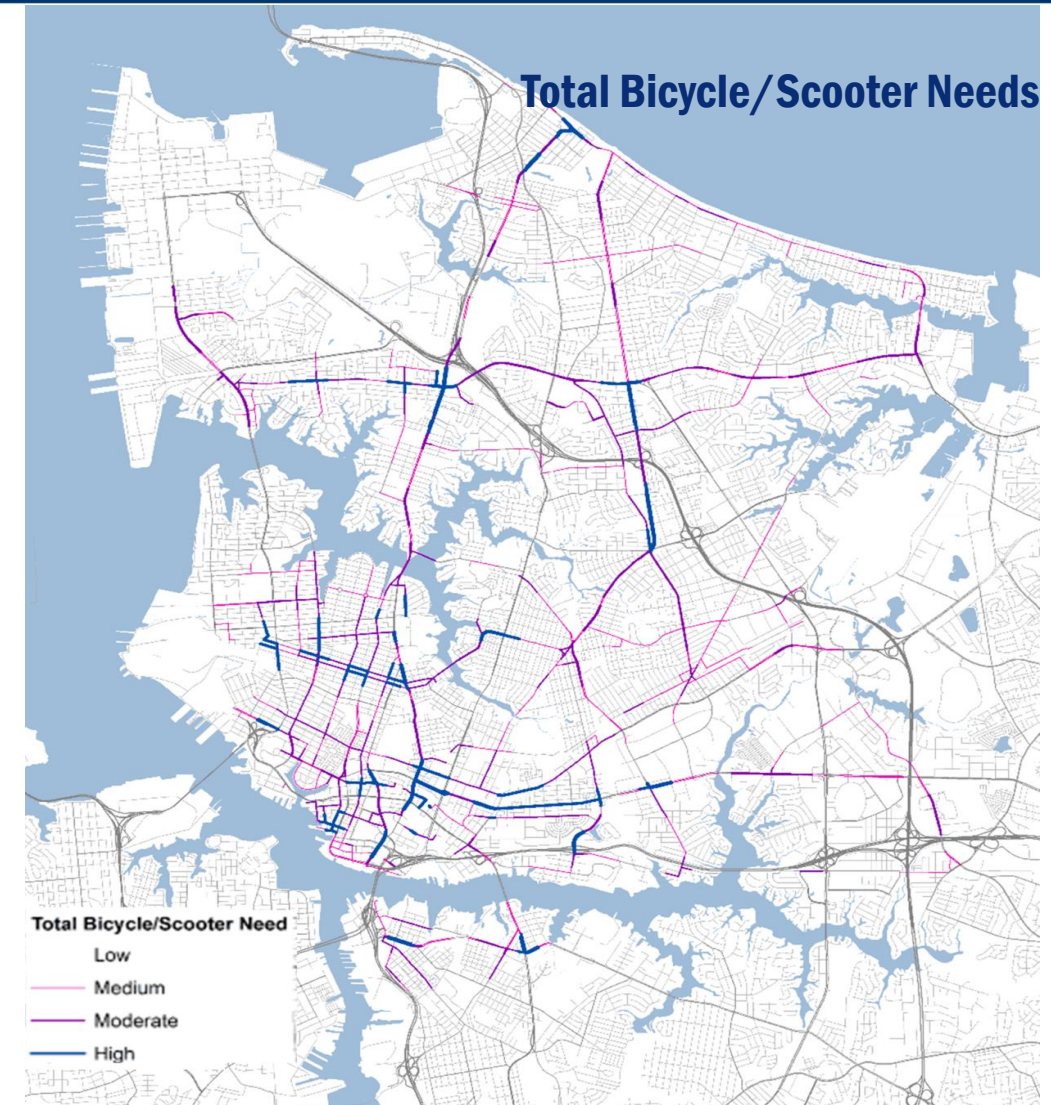 Total Bicycle/Scooter Needs
Total Bicycle/Scooter Need
Low
Medium
Moderate
High